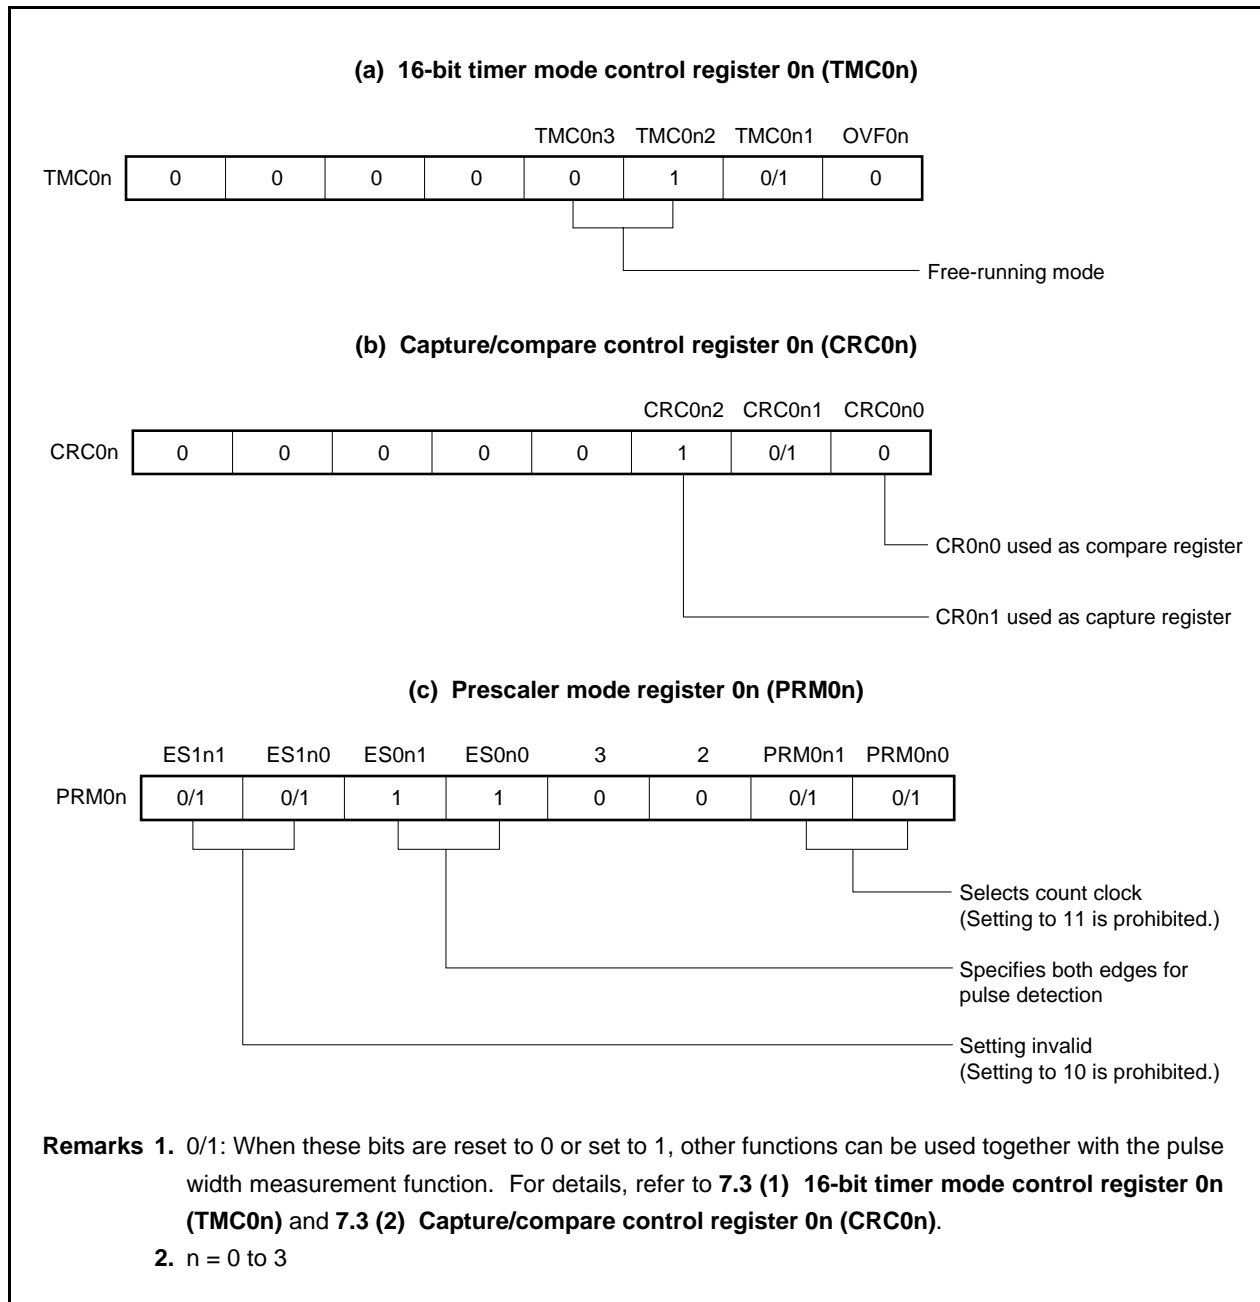 (a) 16-bit timer mode control register 0n (TMC0n)
TMC0n3 TMC0n2 TMC0n1 OVF0n
TMC0n 0 0 0 0 0 1 0/1 0
Free-running mode
(b) Capture/compare control register 0n (CRC0n)
CRC0n2 CRC0n1 CRC0n0
CRC0n 0 0 0 0 0 1 0/1 0
CR0n0 used as compare register
CR0n1 used as capture register
(c) Prescaler mode register 0n (PRM0n)
ES1n1 ES1n0 ES0n1 ES0n0 3 2 PRM0n1 PRM0n0
PRM0n 0/1 0/1 1 1 0 0 0/1 0/1
Selects count clock
(Setting to 11 is prohibited.)
Specifies both edges for
pulse detection
Setting invalid
(Setting to 10 is prohibited.)
Remarks 1. 0/1: When these bits are reset to 0 or set to 1, other functions can be used together with the pulse
width measurement function. For details, refer to 7.3 (1) 16-bit timer mode control register 0n
(TMC0n) and 7.3 (2) Capture/compare control register 0n (CRC0n).
2. n = 0 to 3